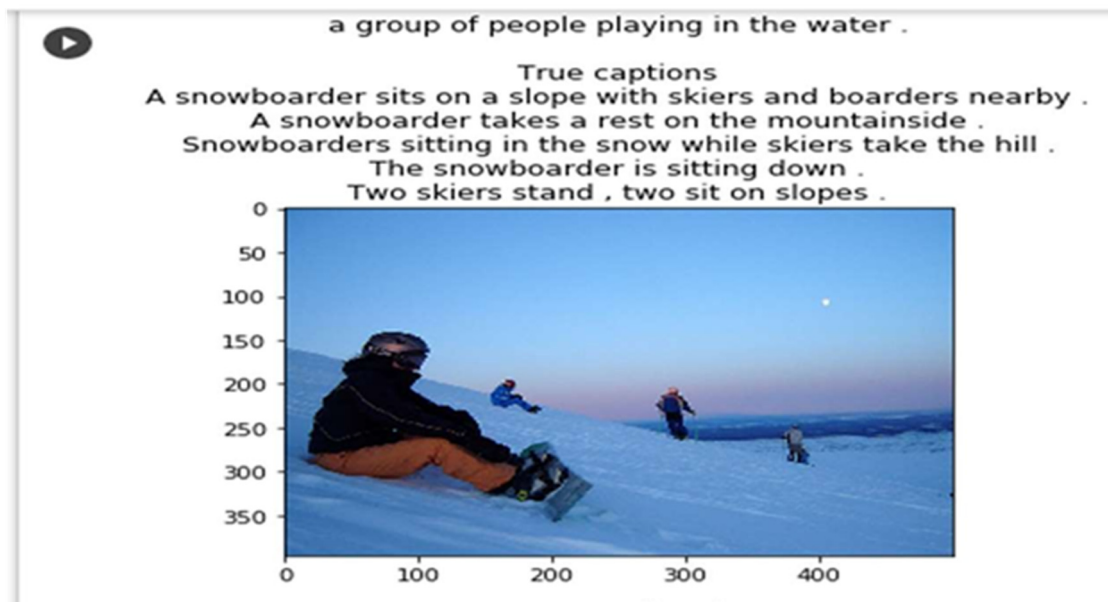 a group of people playing in the water .
True captions
A snowboarder sits on a slope with skiers and boarders nearby .
A snowboarder takes a rest on the mountainside .
Snowboarders sitting in the snow while skiers take the hill .
The snowboarder is sitting down .
Two skiers stand , two sit on slopes .
0
50
100
150
200
250
300
350
0 100 200 300 400